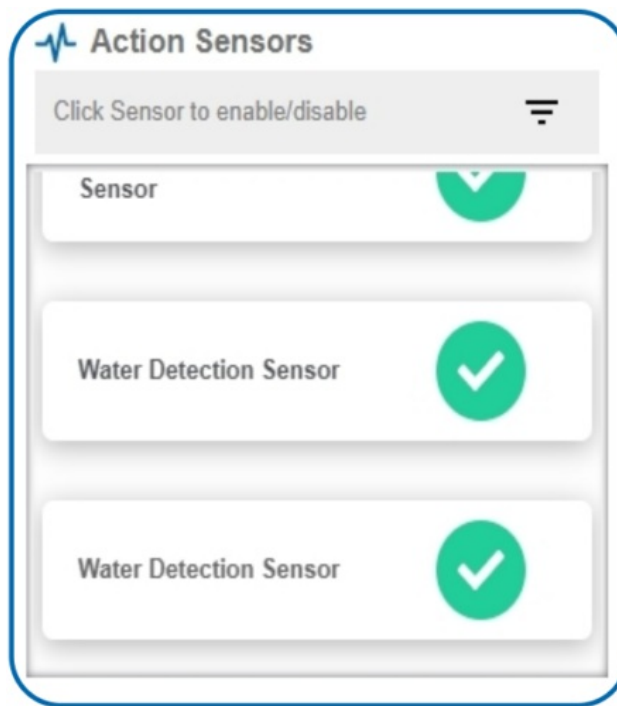 Action Sensors
Click Sensor to enable/disable
Sensor
Water Detection Sensor
Water Detection Sensor